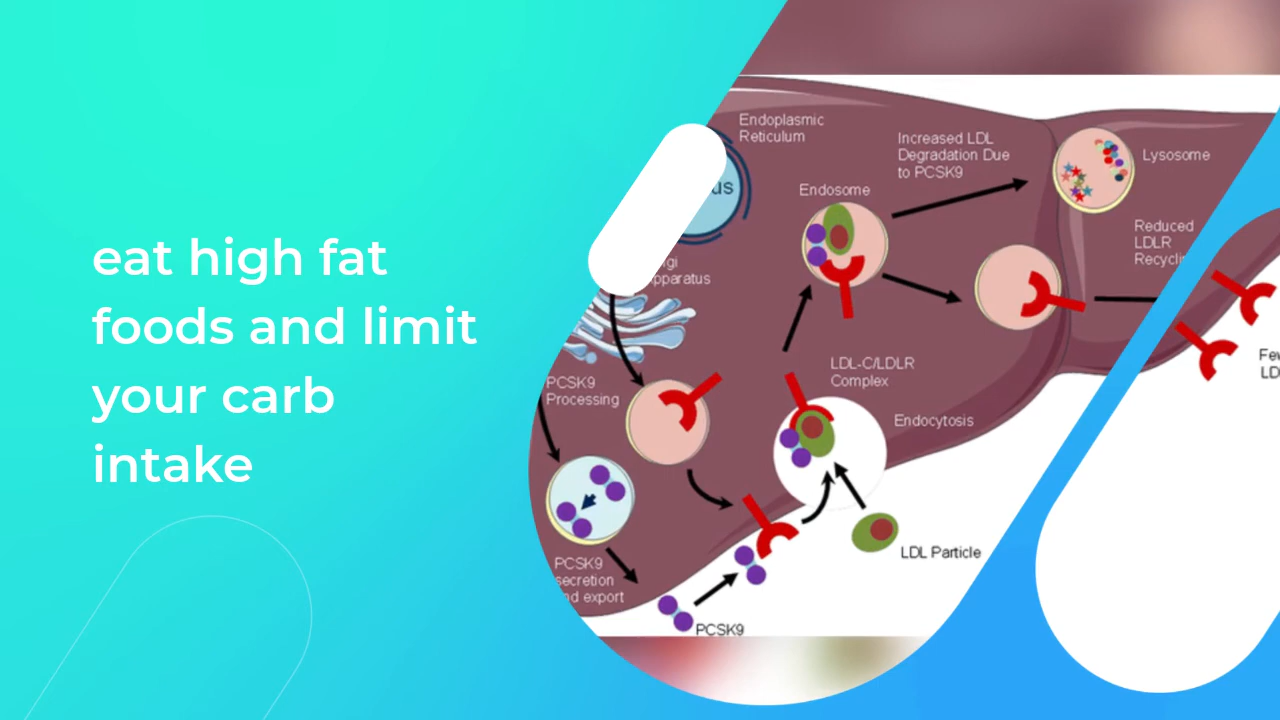 eat high fat
foods and limit
your carb
intake
Endoplasmic
Reticulum
Increased LDL
Degradation Due
to PCSK9
Lysosome
Endosome
Reduced
LDLR
PCSK9
Processing
LDL-C/LDLR
Complex
Endocytosis
LDL Particle
PCSK9
PCSK9